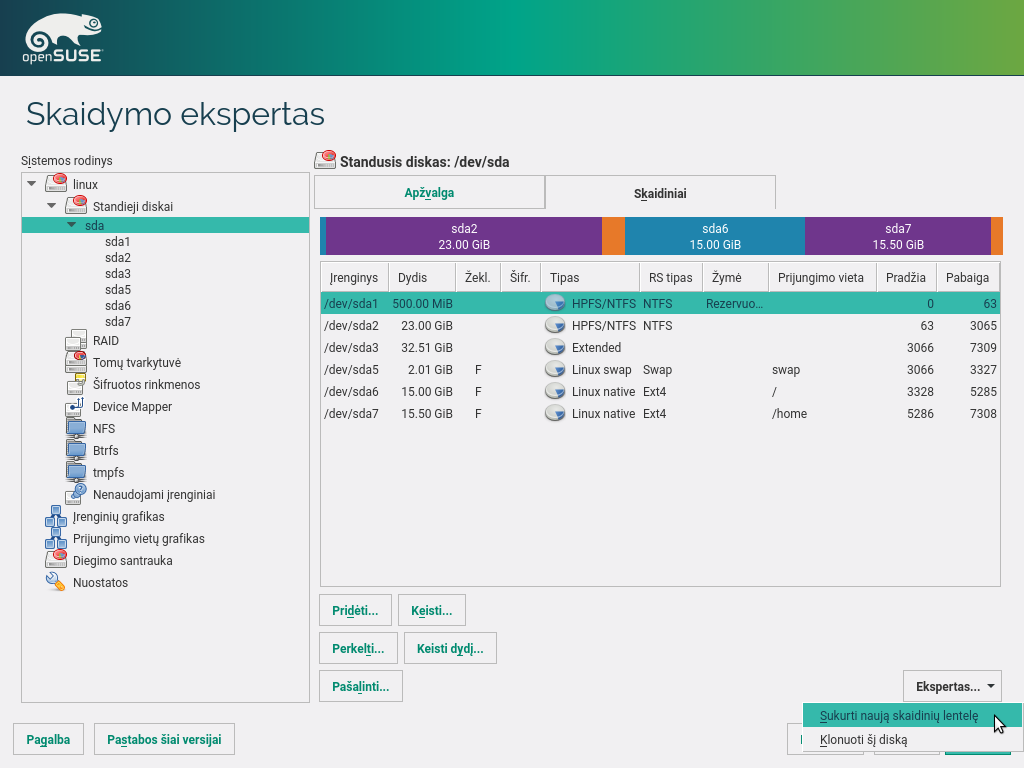 openSUSE
Skaidymo ekspertas
Sistemos rodinys
linux
Standieji diskai
sda
sda1
sda2
sda3
sda5
sda6
sda7
RAID
Tomų tvarkytuvė
Šifruotos rinkmenos
Device Mapper
NFS
Btrfs
tmpfs
Nenaudojami įrenginiai
Įrenginių grafikas
Prijungimo vietų grafikas
Diegimo santrauka
Nuostatos
Standusis diskas: /dev/sda
Apžvalga Skaidiniai
sda2 sda6 sda7
23.00 GiB 15.00 GiB 15.50 GiB
Įrenginys Dydis Žekl. Šifr. Tipas RS tipas Žymė Prijungimo vieta Pradžia Pabaiga
/dev/sda1 500.00 MiB HPFS/NTFS NTFS Rezervuo... 0 63
/dev/sda2 23.00 GiB HPFS/NTFS NTFS 63 3065
/dev/sda3 32.51 GiB Extended 3066 7309
/dev/sda5 2.01 GiB F Linux swap Swap swap 3066 3327
/dev/sda6 15.00 GiB F Linux native Ext4 / 3328 5285
/dev/sda7 15.50 GiB F Linux native Ext4 /home 5286 7308
Pridėti... Keisti...
Perkelti... Keisti dydį...
Pašalinti... Ekspertas...
Sukurti naują skaidinių lentelę
Klonuoti šį diską
Pagalba Pastabos šiai versijai